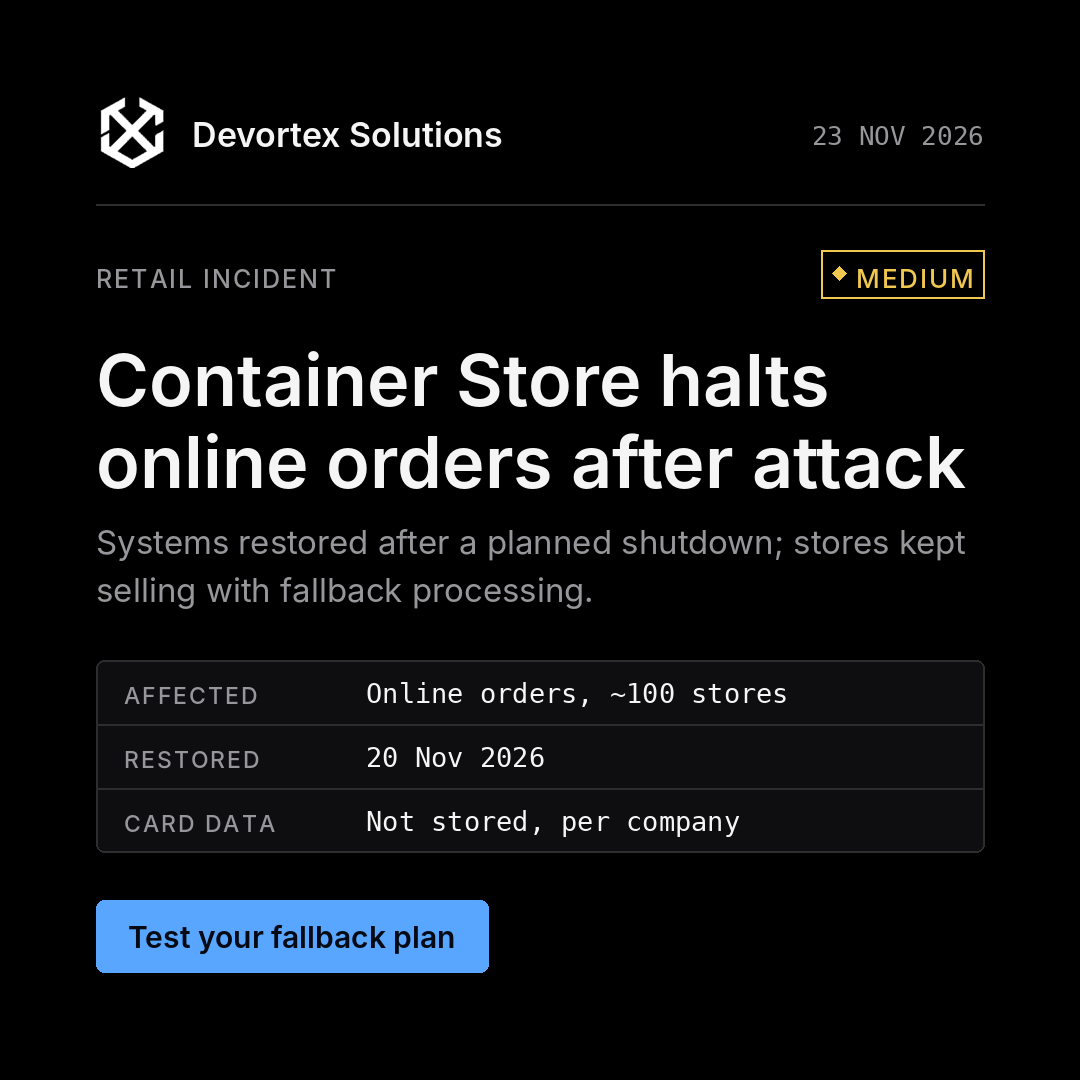 Devortex Solutions
23 NOV 2026
RETAIL INCIDENT
MEDIUM
Container Store halts
online orders after attack
Systems restored after a planned shutdown; stores kept
selling with fallback processing.
AFFECTED Online orders, ~100 stores
RESTORED 20 Nov 2026
CARD DATA Not stored, per company
Test your fallback plan